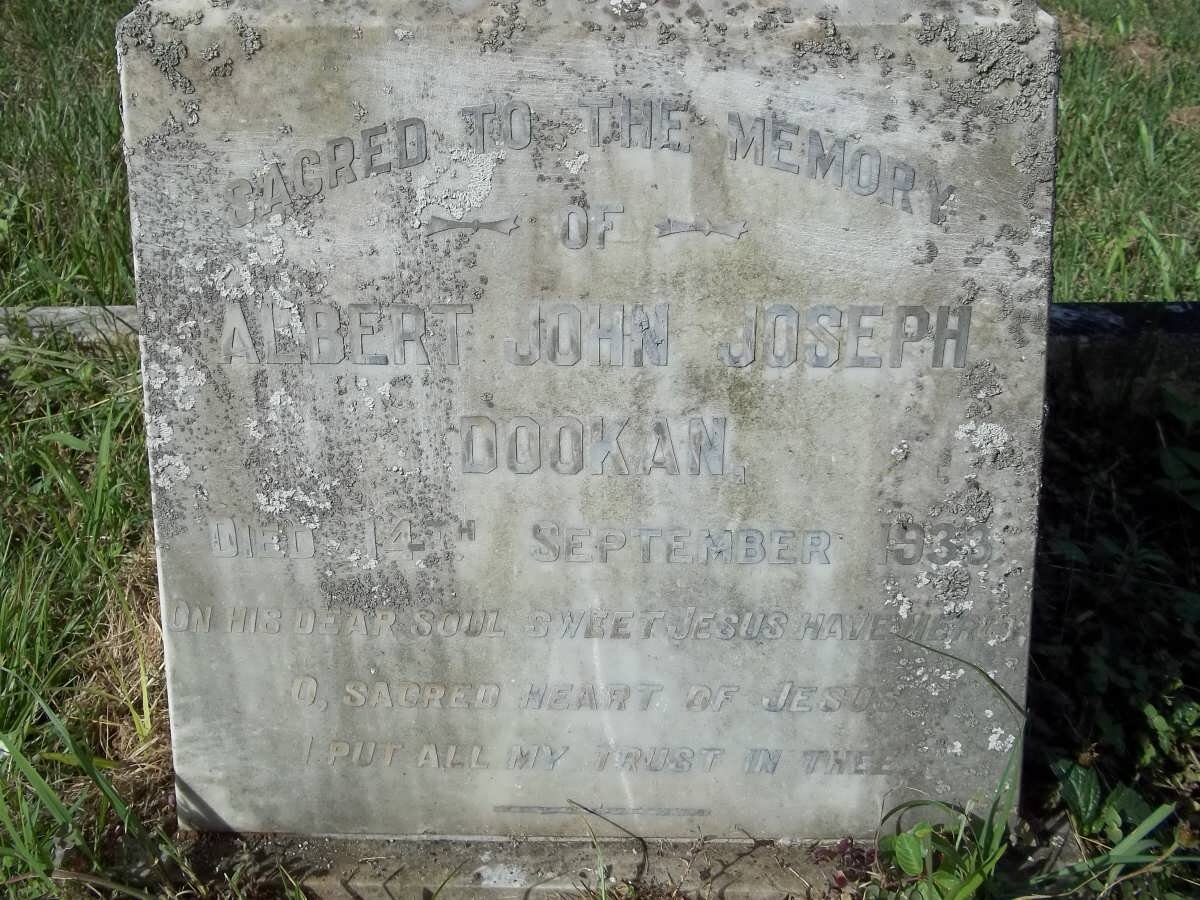 SACRED TO THE MEMORY
OF
ALBERT JOHN JOSEPH
DOOKAN,
DIED 14TH SEPTEMBER 1933
ON HIS DEAR SOUL SWEET JESUS HAVE MERCY
O, SACRED HEART OF JESUS
I PUT ALL MY TRUST IN THEE